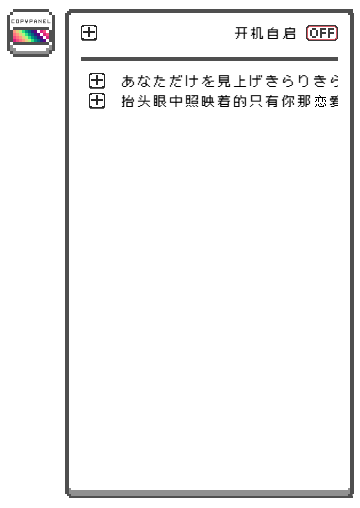 COPYPANEL
开机自启 OFF
あなただけを見上げきらりきら
抬头眼中照映着的只有你那恋爱